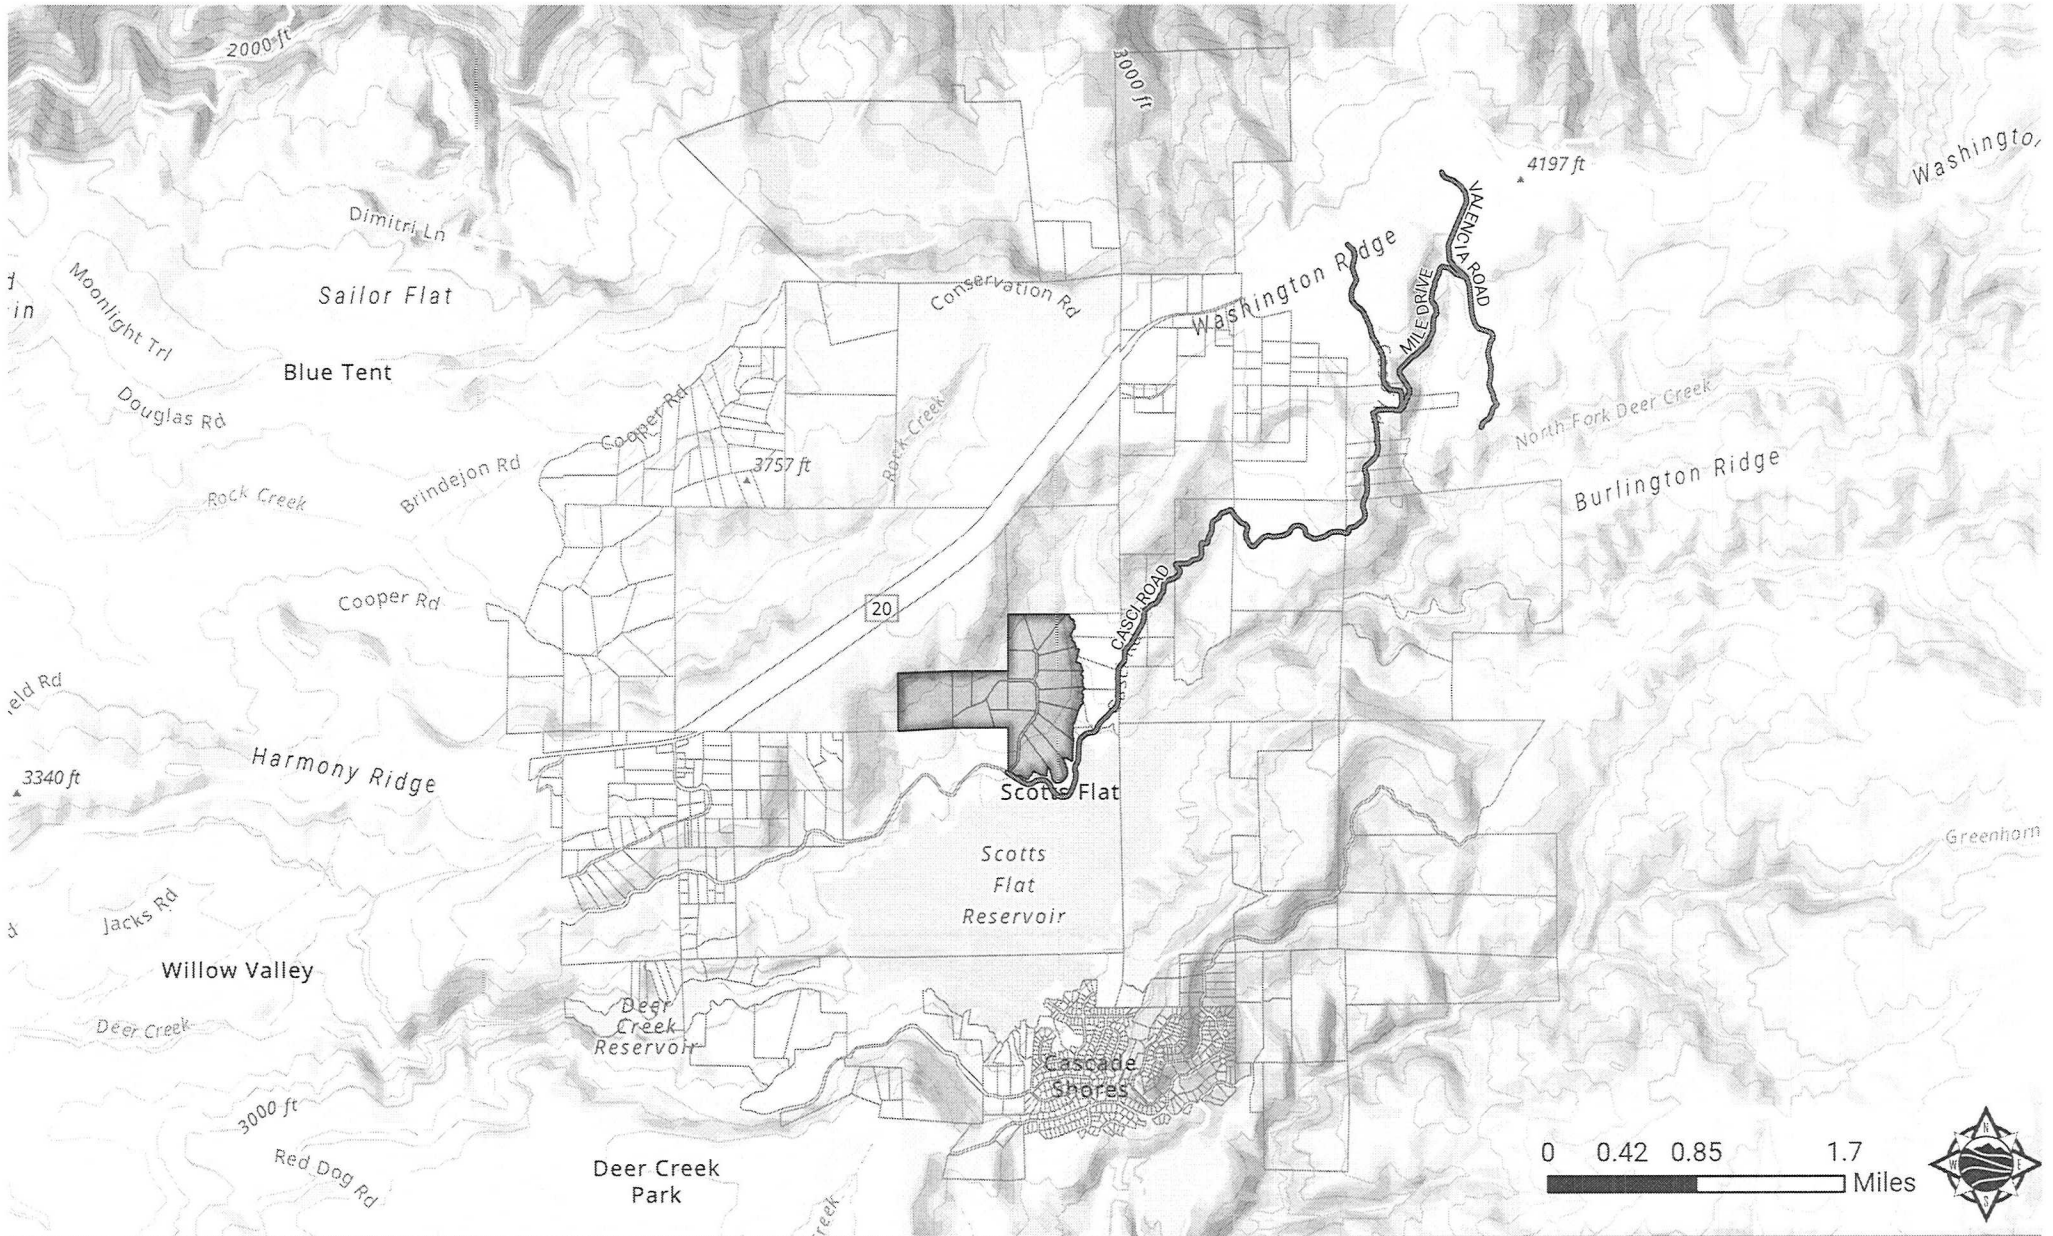 2000 ft
3000 ft
4197 ft
Washingto
Dimitri Ln
VALENCIA ROAD
Washington Ridge
Moonlight Trl
Sailor Flat
Conservation Rd
in
MILE DRIVE
Blue Tent
Douglas Rd
Cooper Rd
Rock Creek
North Fork Deer Creek
3757 ft
Brindejon Rd
Burlington Ridge
Rock Creek
Cooper Rd
20
CASCI ROAD
eld Rd
Harmony Ridge
3340 ft
Scotts Flat
Greenhorn
Scotts
Flat
Reservoir
Jacks Rd
Willow Valley
Deer
Creek
Reservoir
Deer Creek
Cascade
Shores
3000 ft
Red Dog Rd
Deer Creek
Park
reek
0 0.42 0.85 1.7
Miles
N
W E
S